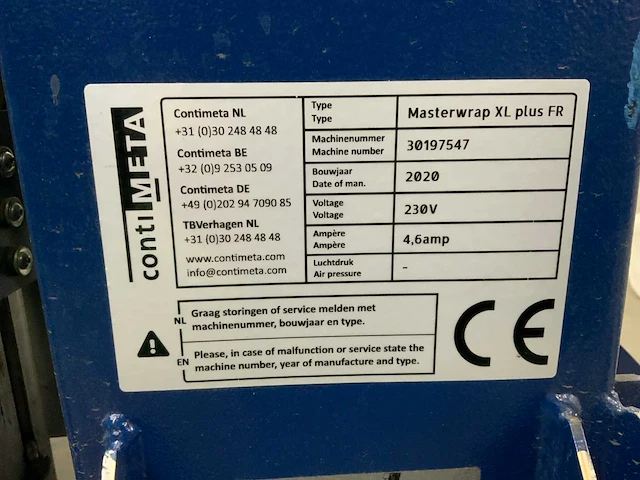 conti META
Contimeta NL
+31 (0)30 248 48 48
Contimeta BE
+32 (0)9 253 05 09
Contimeta DE
+49 (0)202 94 7090 85
TBVerhagen NL
+31 (0)30 248 48 48
www.contimeta.com
info@contimeta.com
Type
Type
Masterwrap XL plus FR
Machinenummer
Machine number
30197547
Bouwjaar
Date of man.
2020
Voltage
Voltage
230V
Ampère
Ampère
4,6amp
Luchtdruk
Air pressure
-
NL
Graag storingen of service melden met
machinenummer, bouwjaar en type.
EN
Please, in case of malfunction or service state the
machine number, year of manufacture and type.
CE